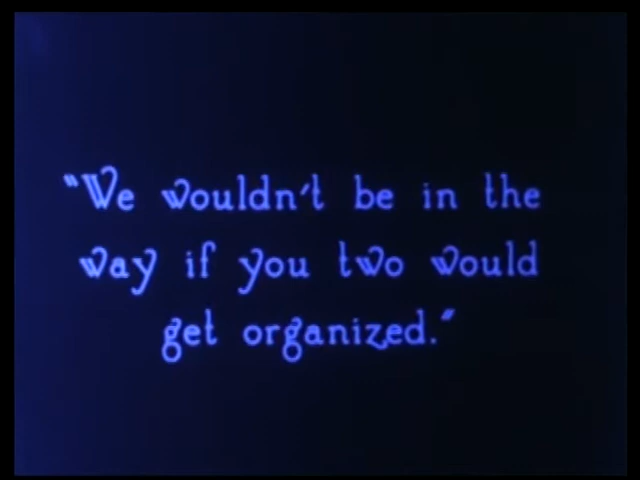 "We wouldn't be in the
way if you two would
get organized."